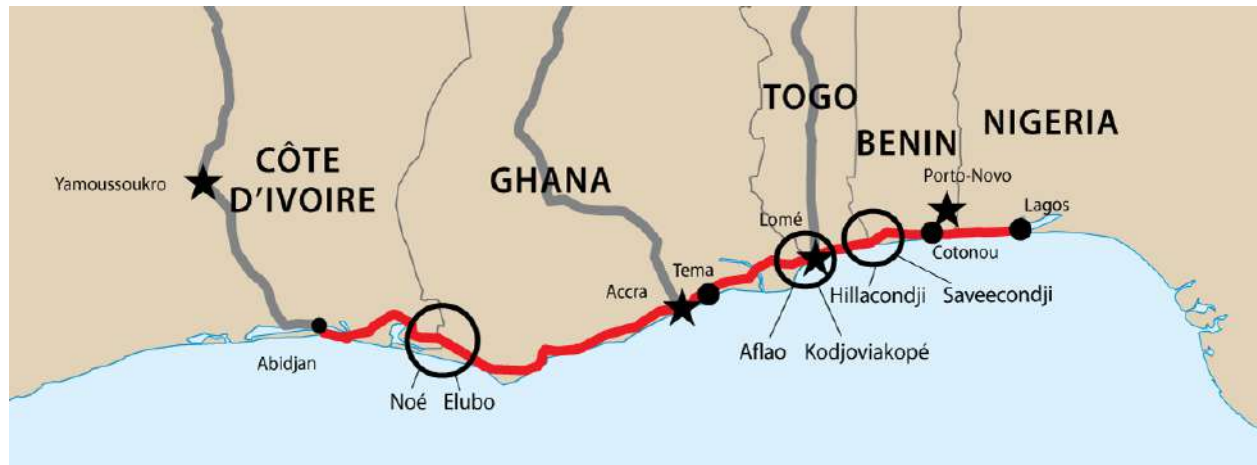 TOGO
NIGERIA
BENIN
CÔTE
D'IVOIRE
Yamoussoukro
GHANA
Porto-Novo
Lomé
Lagos
Cotonou
Tema
Accra
Hillacondji
Saveecondji
Aflao
Kodjoviakopé
Abidjan
Noé
Elubo